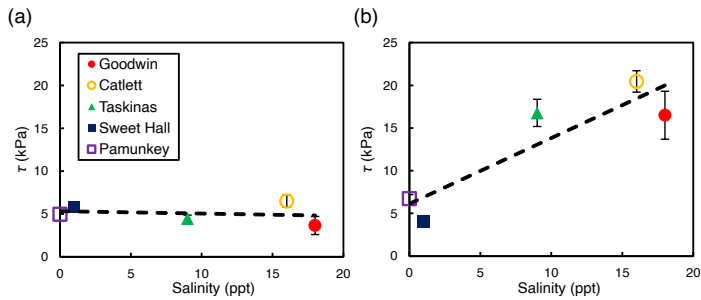 (a)
25
20
15
10
5
0
τ (kPa)
Goodwin
Catlett
Taskinas
Sweet Hall
Pamunkey
0 5 10 15 20
Salinity (ppt)
(b)
25
20
15
10
5
0
τ (kPa)
0 5 10 15 20
Salinity (ppt)